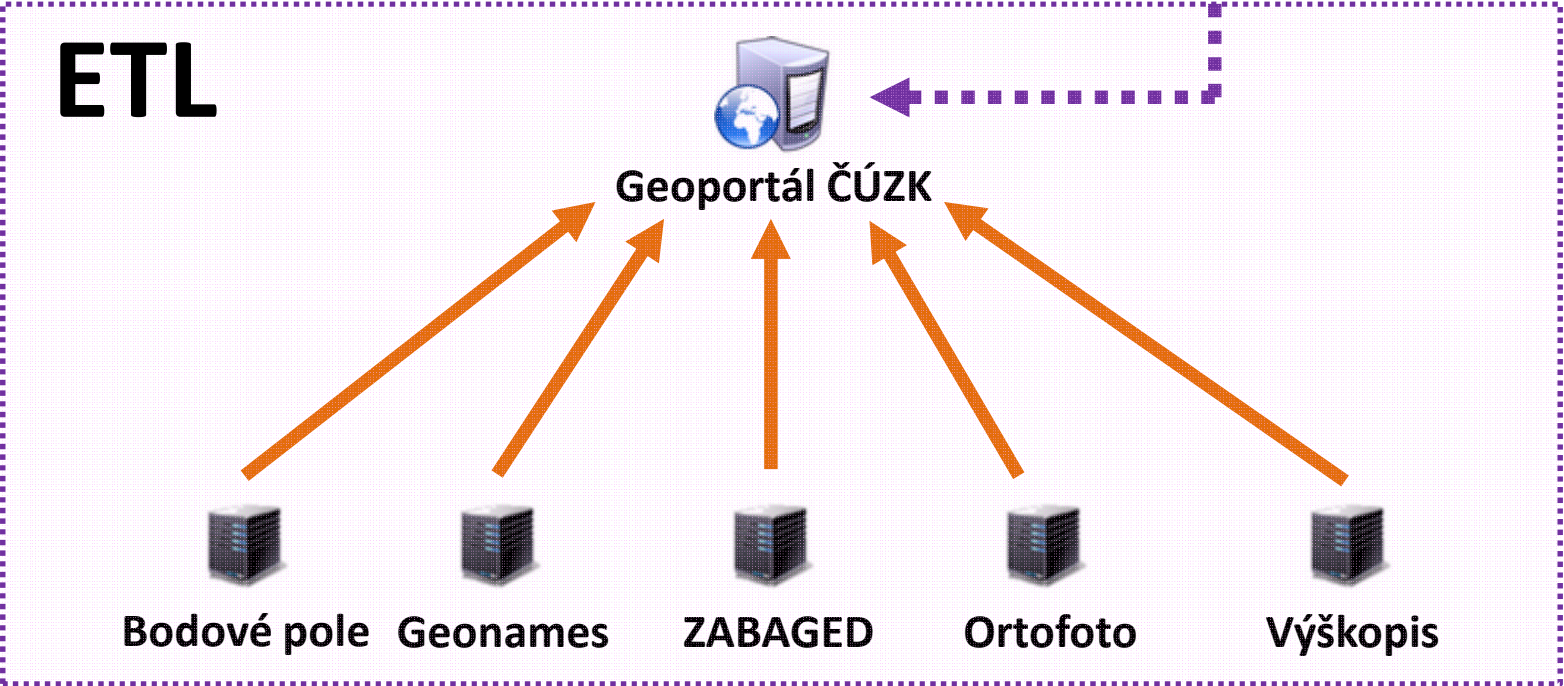 ETL
Geoportál ČÚZK
Bodové pole
Geonames
ZABAGED
Ortofoto
Výškopis